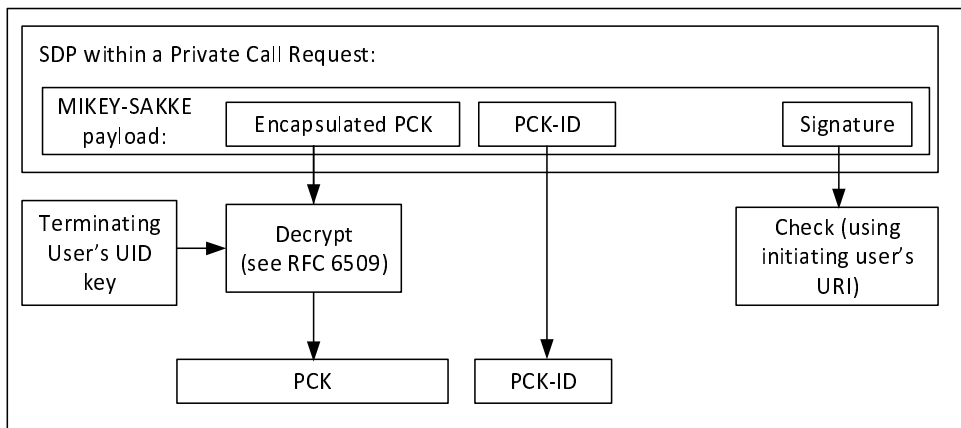 SDP within a Private Call Request:
MIKEY-SAKKE
payload:
Encapsulated PCK
PCK-ID
Signature
Terminating
User's UID
key
Decrypt
(see RFC 6509)
Check (using
initiating user's
URI)
PCK
PCK-ID